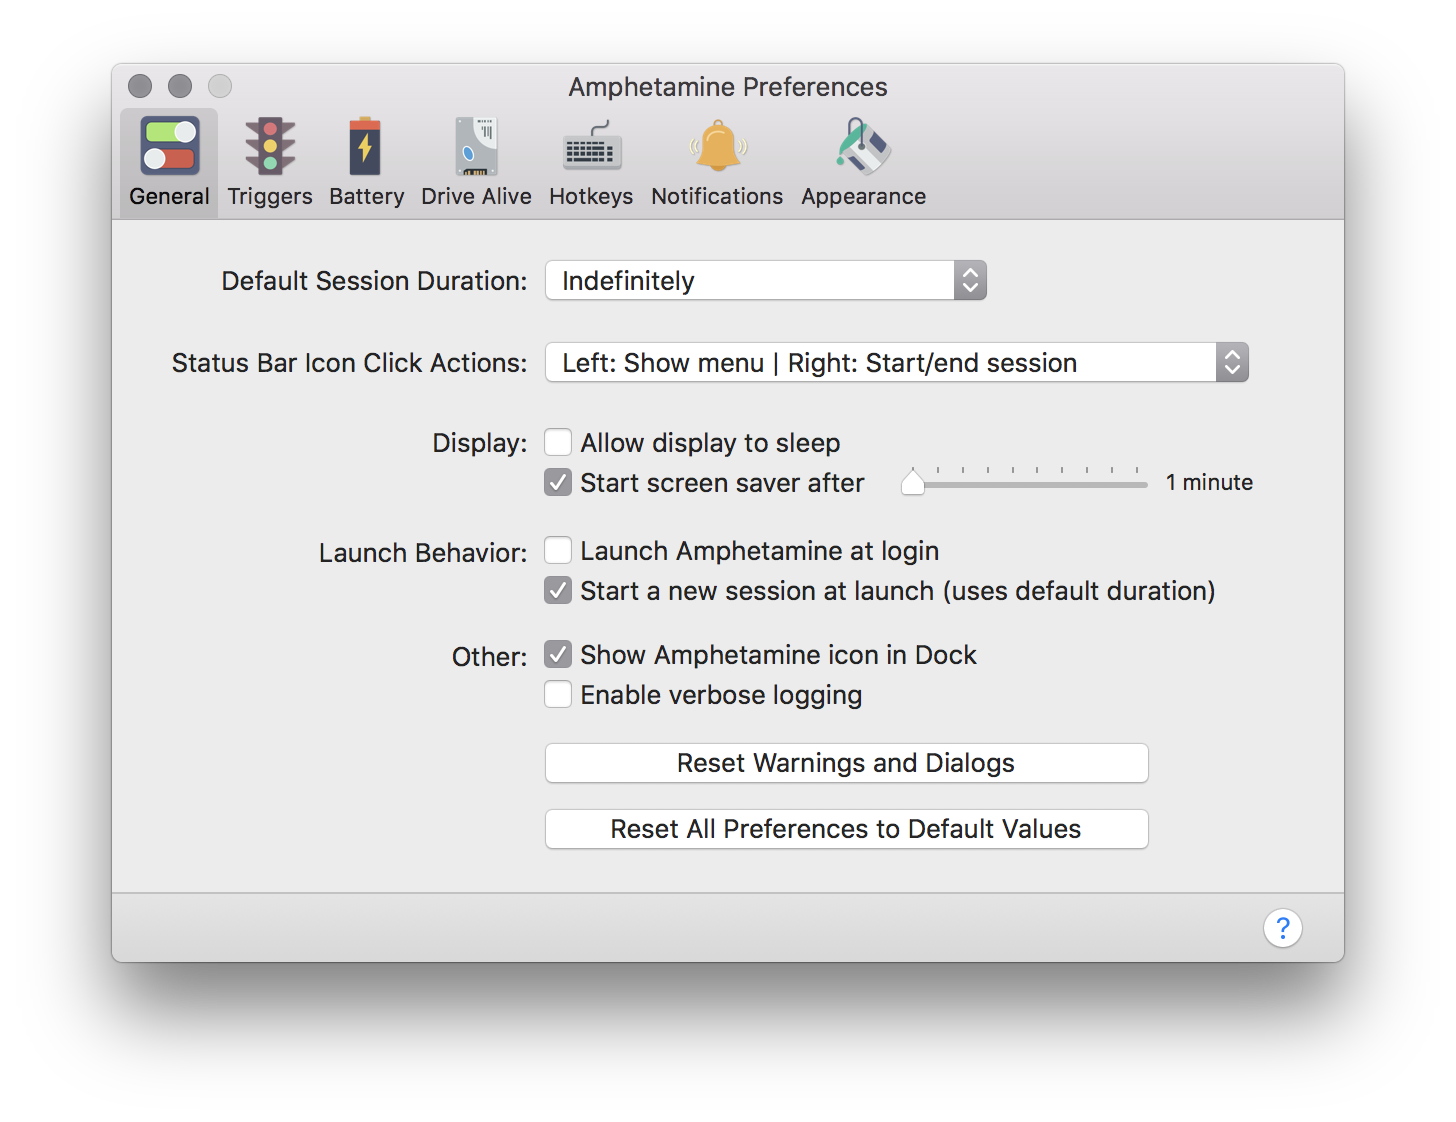 Amphetamine Preferences
General Triggers Battery Drive Alive Hotkeys Notifications Appearance
Default Session Duration: Indefinitely
Status Bar Icon Click Actions: Left: Show menu | Right: Start/end session
Display: Allow display to sleep
Start screen saver after 1 minute
Launch Behavior: Launch Amphetamine at login
Start a new session at launch (uses default duration)
Other: Show Amphetamine icon in Dock
Enable verbose logging
Reset Warnings and Dialogs
Reset All Preferences to Default Values
?